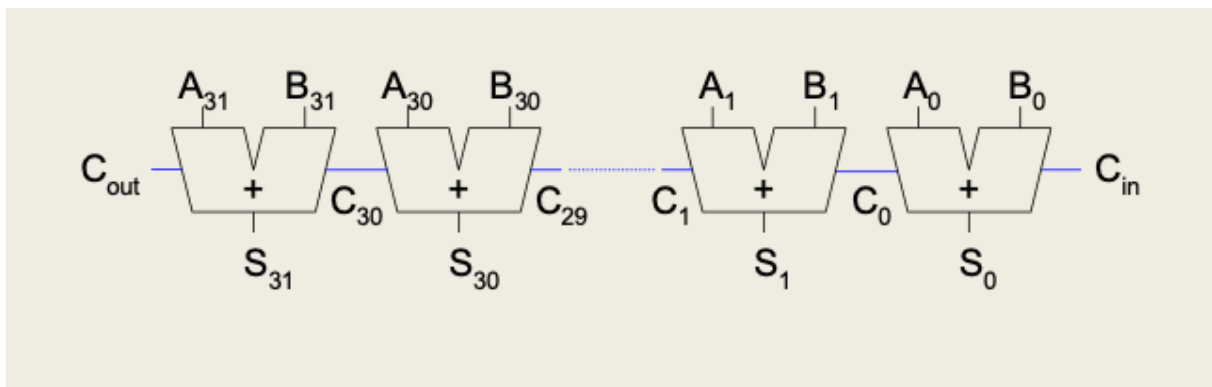 A31 B31 A30 B30 A1 B1 A0 B0
Cout + C30 + C29 C1 + C0 + Cin
S31 S30 S1 S0